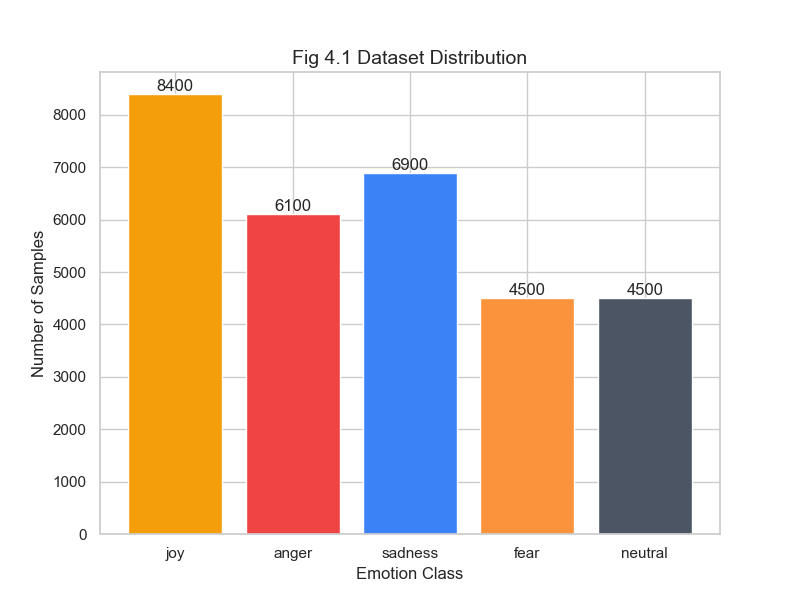 Fig 4.1 Dataset Distribution
8400
6100
6900
4500
4500
8000
7000
6000
5000
4000
3000
2000
1000
0
Number of Samples
joy
anger
sadness
fear
neutral
Emotion Class